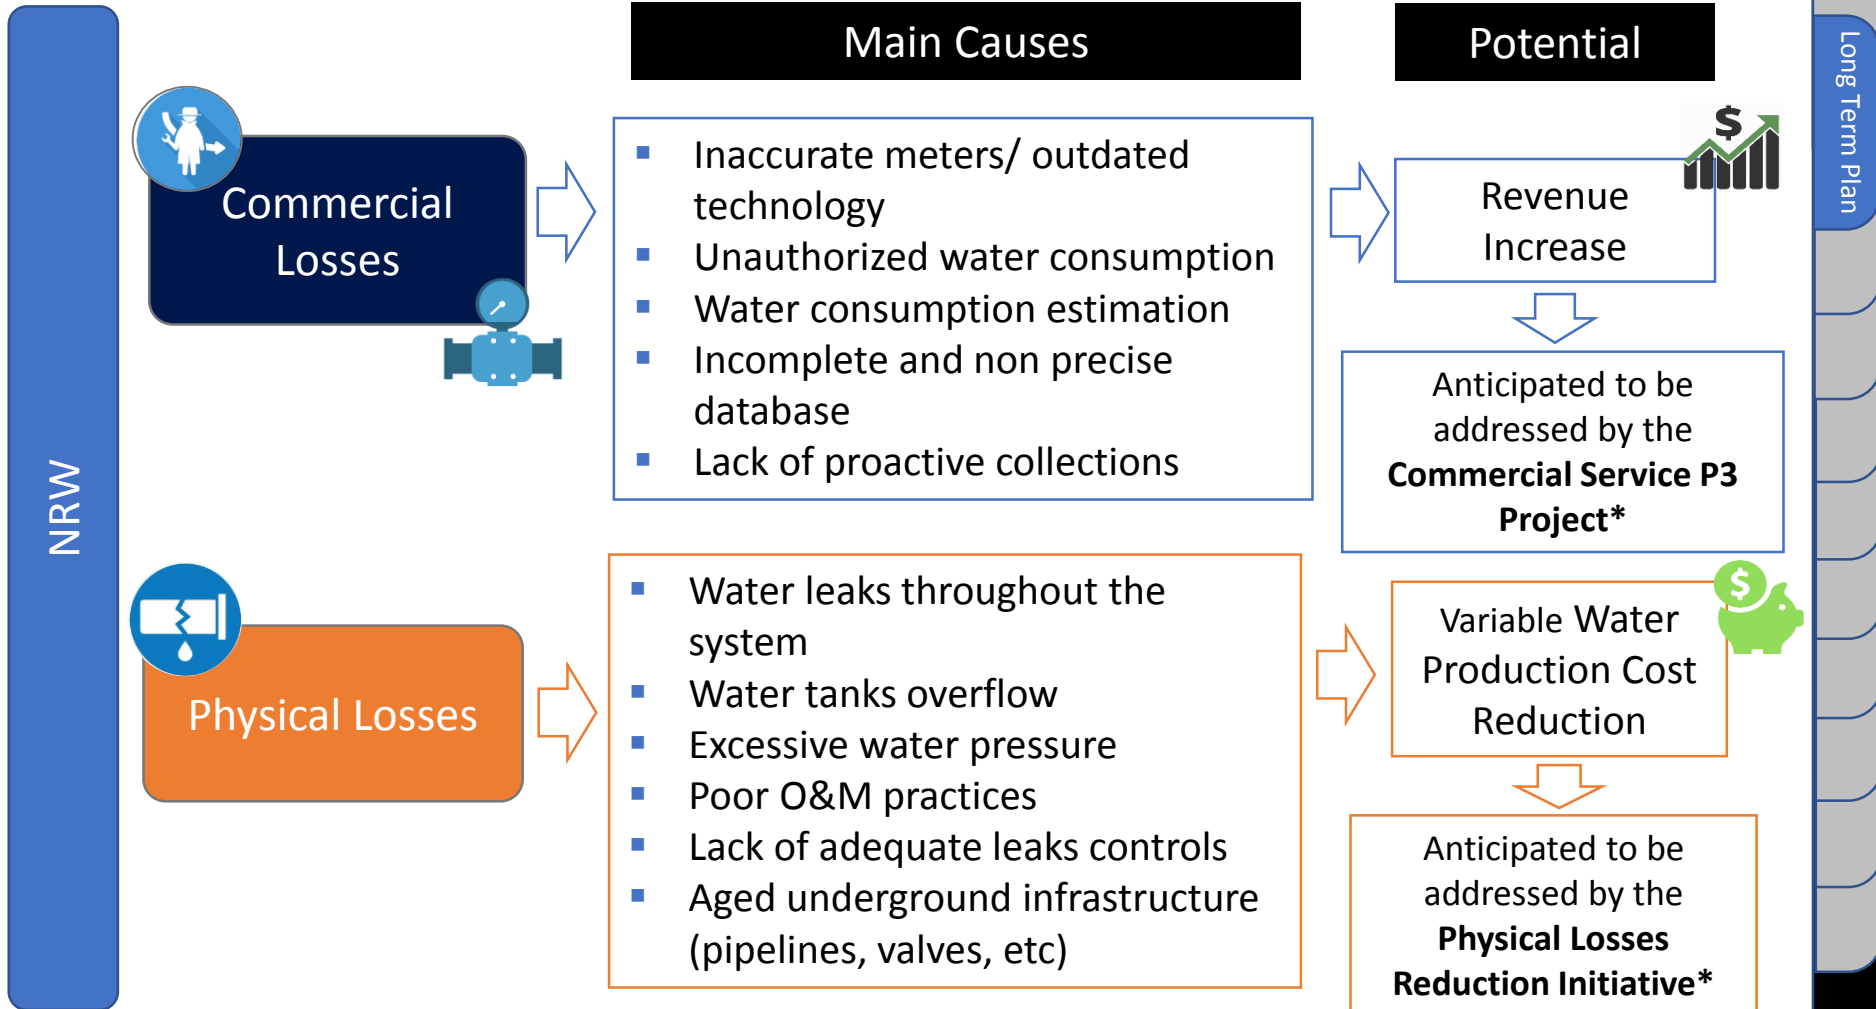 NRW
Main Causes
Potential
Long Term Plan
Commercial
Losses
▪ Inaccurate meters/ outdated
technology
▪ Unauthorized water consumption
▪ Water consumption estimation
▪ Incomplete and non precise
database
▪ Lack of proactive collections
$
Revenue
Increase
Anticipated to be
addressed by the
Commercial Service P3
Project*
Physical Losses
▪ Water leaks throughout the
system
▪ Water tanks overflow
▪ Excessive water pressure
▪ Poor O&M practices
▪ Lack of adequate leaks controls
▪ Aged underground infrastructure
(pipelines, valves, etc)
$
Variable Water
Production Cost
Reduction
Anticipated to be
addressed by the
Physical Losses
Reduction Initiative*